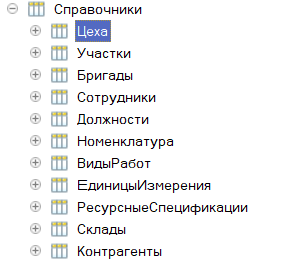 Справочники
Цеха
Участки
Бригады
Сотрудники
Должности
Номенклатура
ВидыРабот
ЕдиницыИзмерения
РесурсныеСпецификации
Склады
Контрагенты